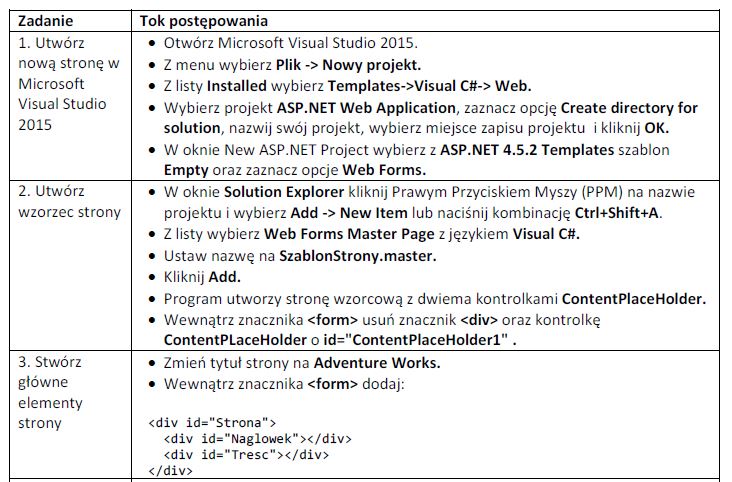 Zadanie
Tok postępowania
1. Utwórz
nową stronę w
Microsoft
Visual Studio
2015
• Otwórz Microsoft Visual Studio 2015.
• Z menu wybierz Plik -> Nowy projekt.
• Z listy Installed wybierz Templates->Visual C#-> Web.
• Wybierz projekt ASP.NET Web Application, zaznacz opcję Create directory for
solution, nazwij swój projekt, wybierz miejsce zapisu projektu i kliknij OK.
• W oknie New ASP.NET Project wybierz z ASP.NET 4.5.2 Templates szablon
Empty oraz zaznacz opcje Web Forms.
2. Utwórz
wzorzec strony
• W oknie Solution Explorer kliknij Prawym Przyciskiem Myszy (PPM) na nazwie
projektu i wybierz Add -> New Item lub naciśnij kombinację Ctrl+Shift+A.
• Z listy wybierz Web Forms Master Page z językiem Visual C#.
• Ustaw nazwę na SzablonStrony.master.
• Kliknij Add.
• Program utworzy stronę wzorcową z dwiema kontrolkami ContentPlaceHolder.
• Wewnątrz znacznika <form> usuń znacznik <div> oraz kontrolkę
ContentPLaceHolder o id="ContentPlaceHolder1" .
3. Stwórz
główne
elementy
strony
• Zmień tytuł strony na Adventure Works.
• Wewnątrz znacznika <form> dodaj:
<div id="Strona">
<div id="Naglowek"></div>
<div id="Tresc"></div>
</div>